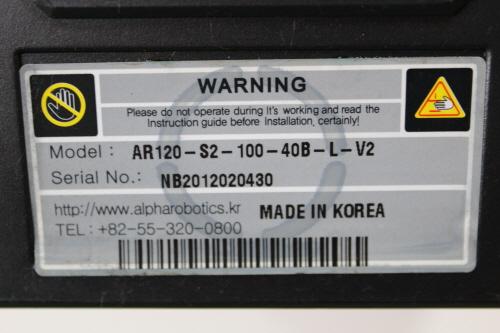 WARNING
Please do not operate during It's working and read the
Instruction guide before Installation, certainly!
Model : AR120-S2-100-40B-L-V2
Serial No.: NB2012020430
http://www.alpharobotics.kr MADE IN KOREA
TEL : +82-55-320-0800